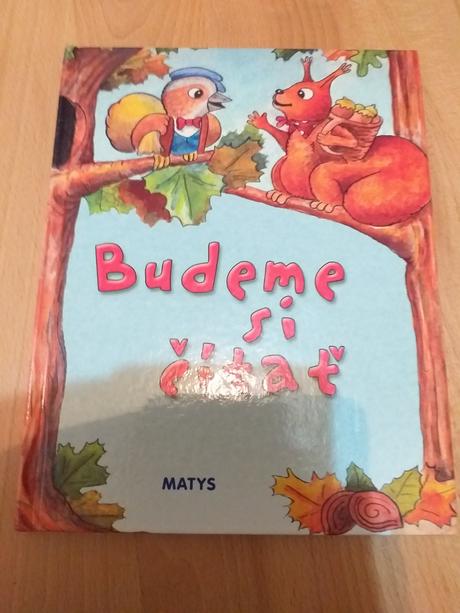 Budeme
si
čítať
MATYS